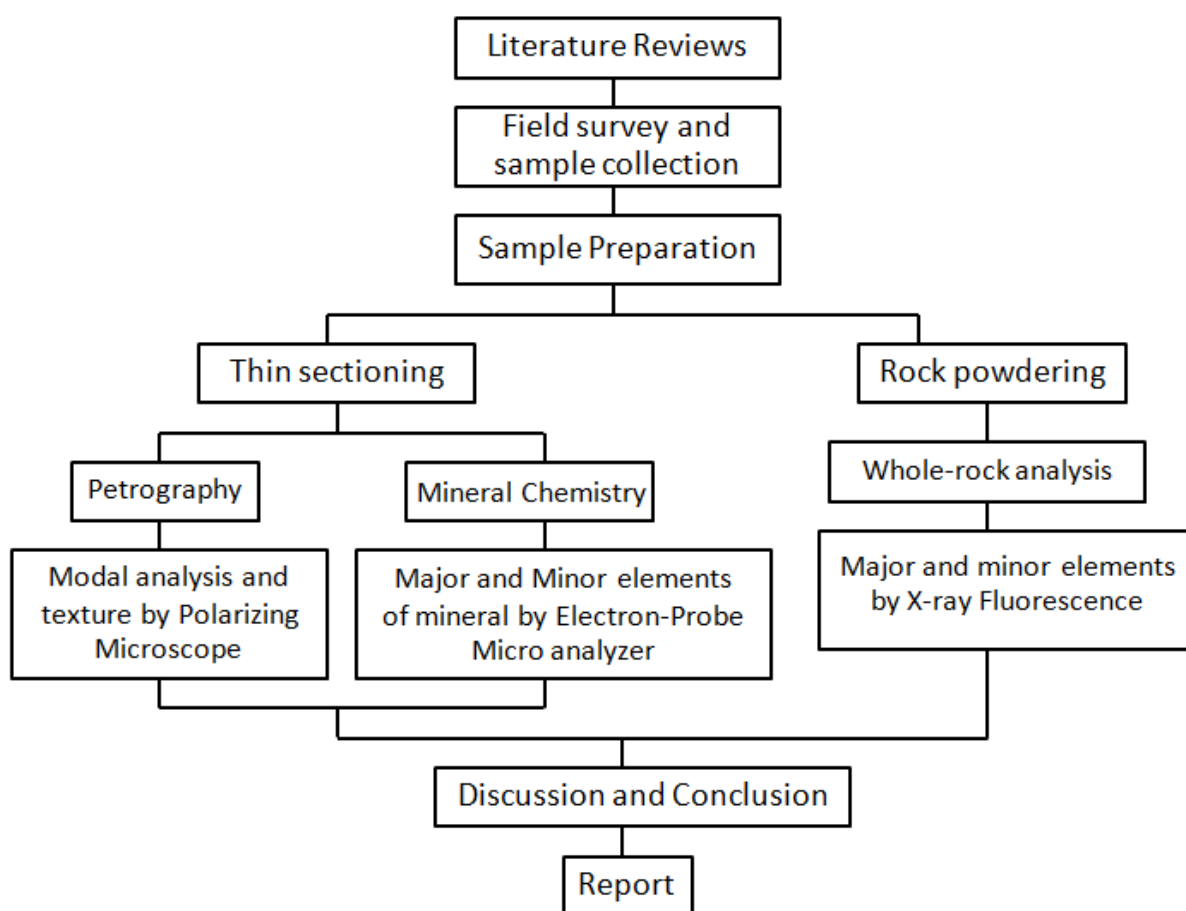 Literature Reviews
Field survey and
sample collection
Sample Preparation
Thin sectioning
Rock powdering
Petrography
Mineral Chemistry
Whole-rock analysis
Modal analysis and
texture by Polarizing
Microscope
Major and Minor elements
of mineral by Electron-Probe
Micro analyzer
Major and minor elements
by X-ray Fluorescence
Discussion and Conclusion
Report